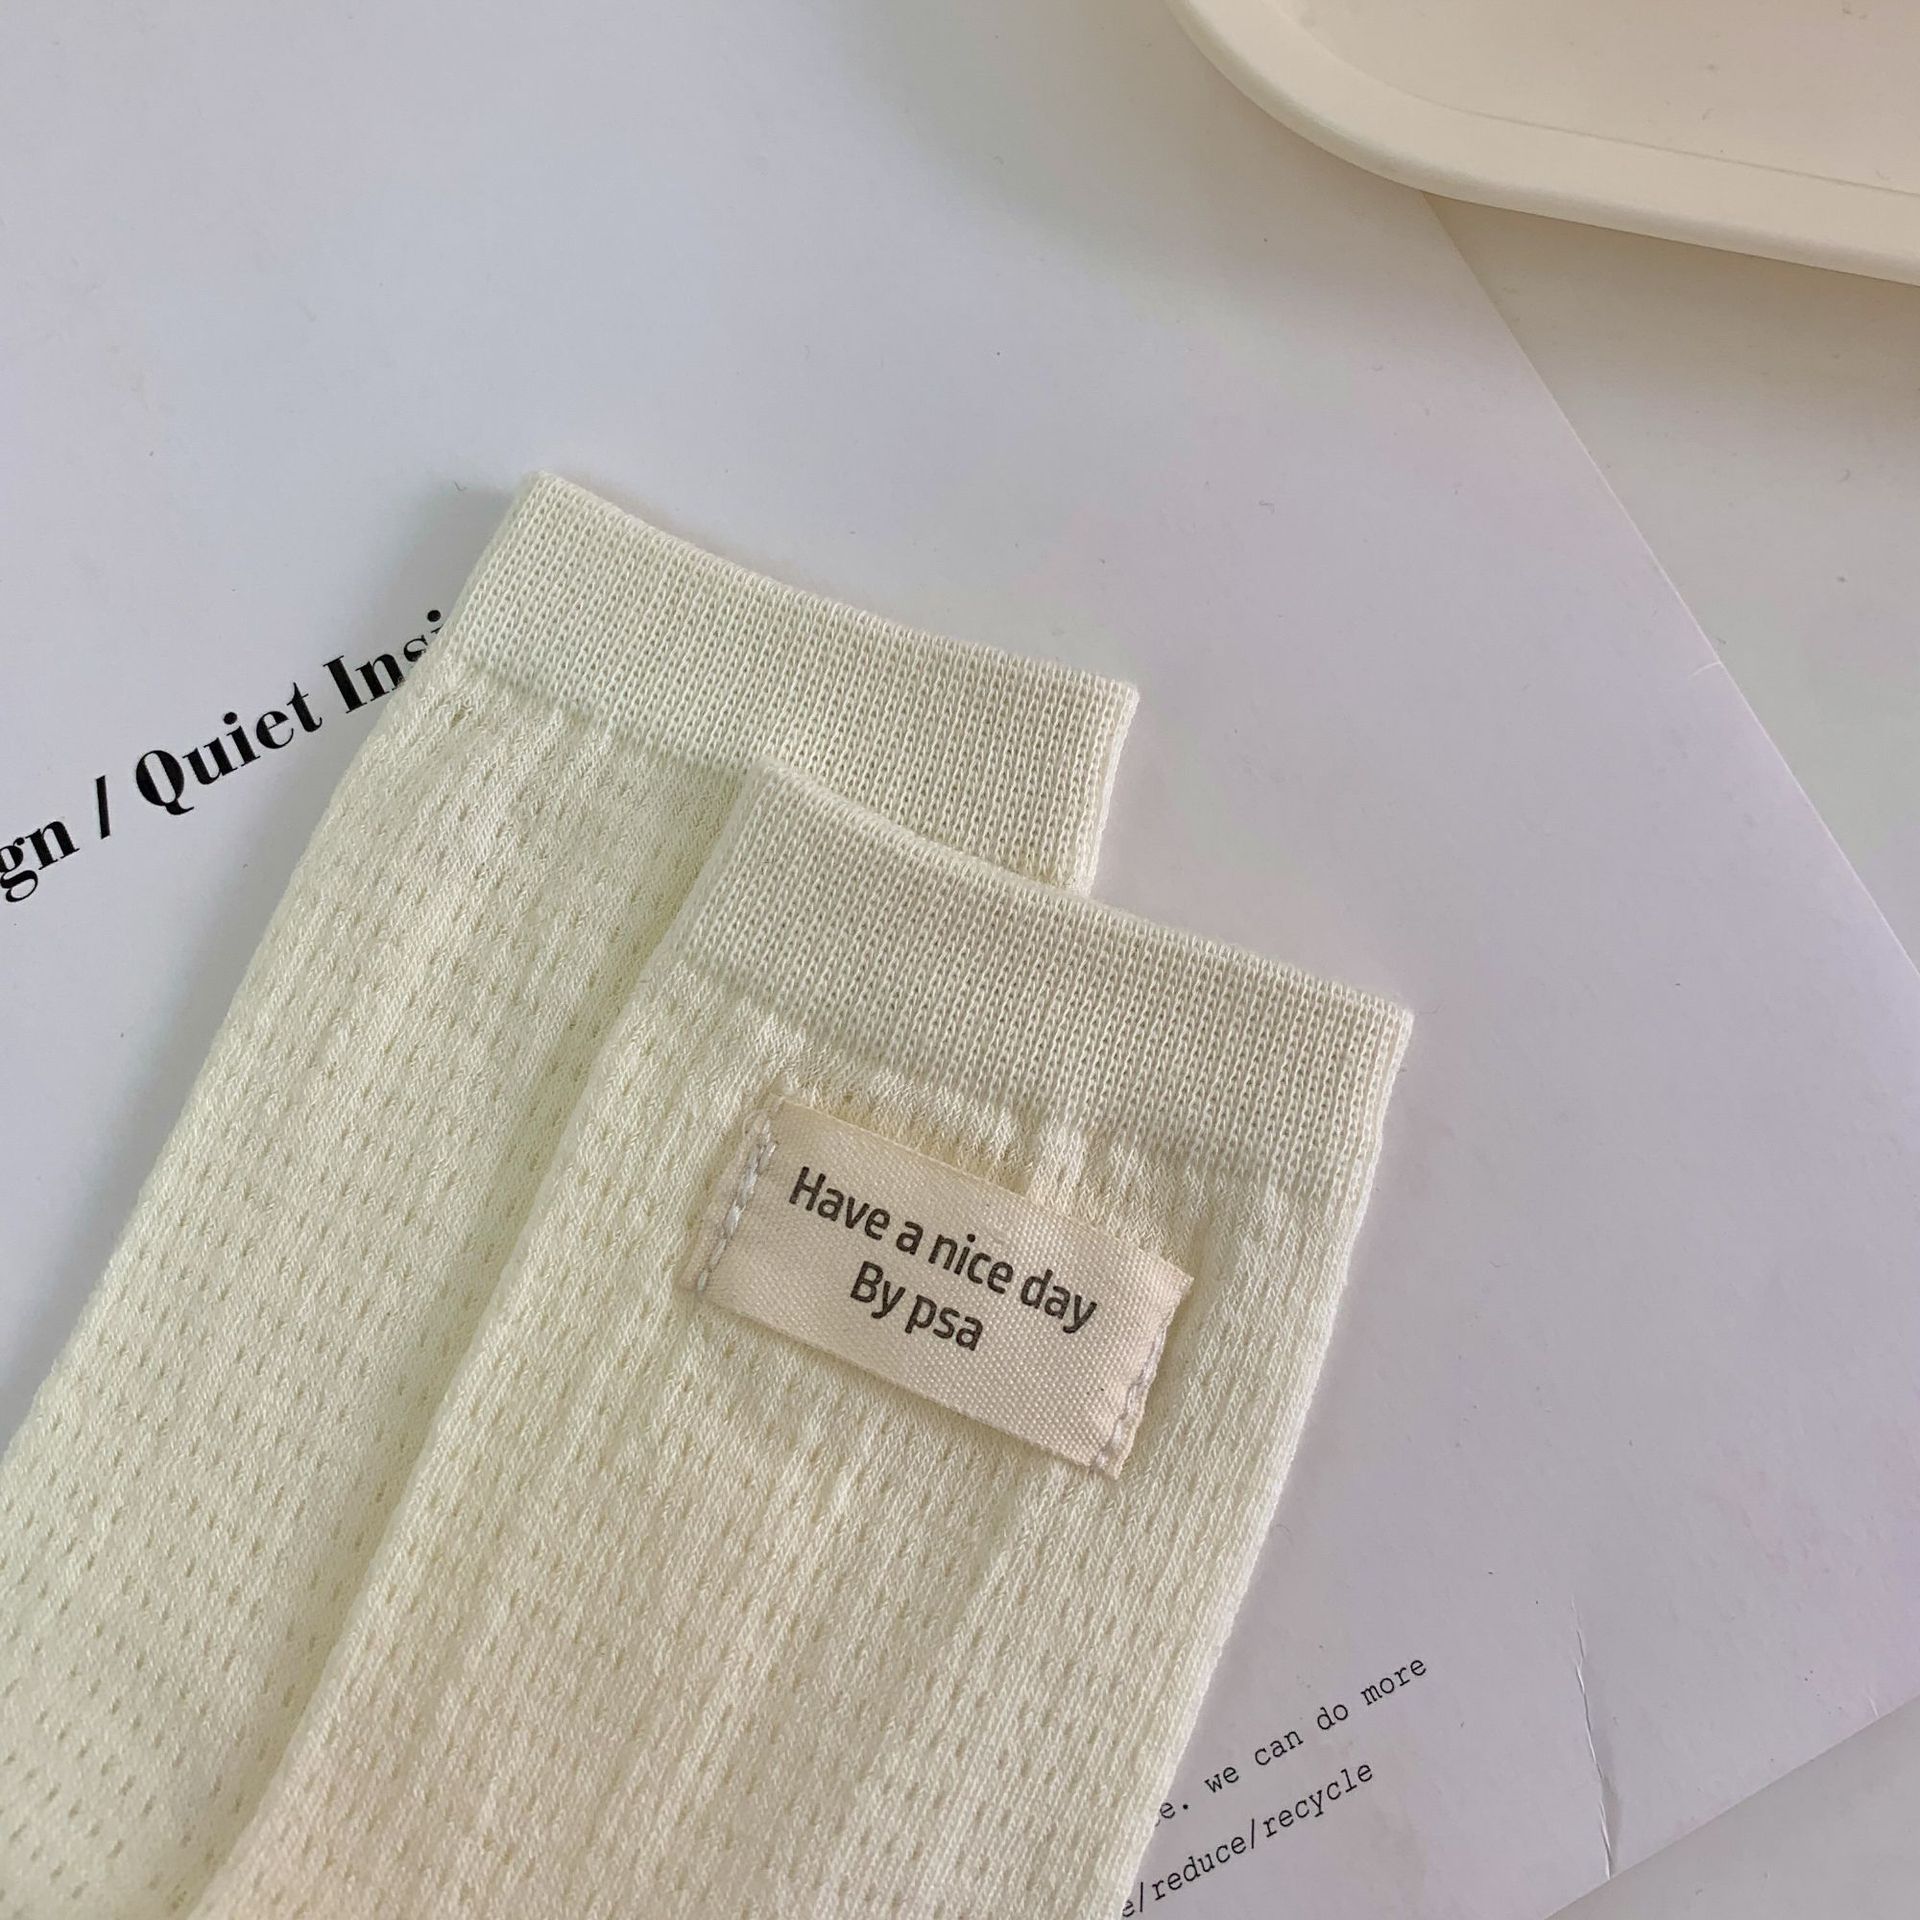 gn / Quiet Insi
Have a nice day
By psa
e. we can do more
e/reduce/recycle